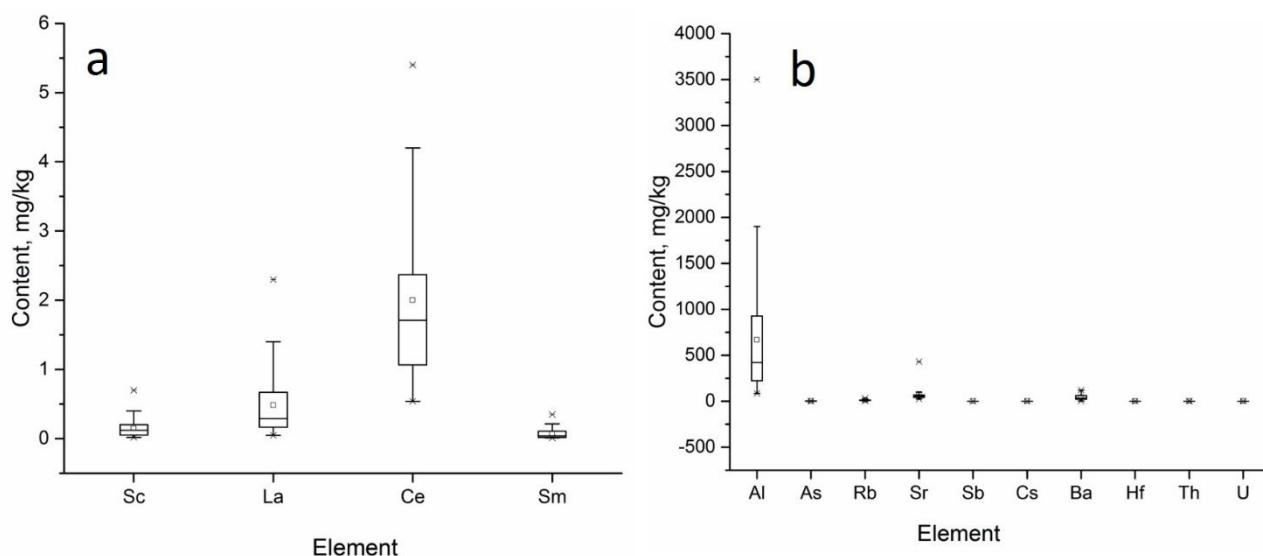 a
6
5
4
3
2
1
0
Content, mg/kg
Sc La Ce Sm
Element
b
4000
3500
3000
2500
2000
1500
1000
500
0
-500
Content, mg/kg
Al As Rb Sr Sb Cs Ba Hf Th U
Element